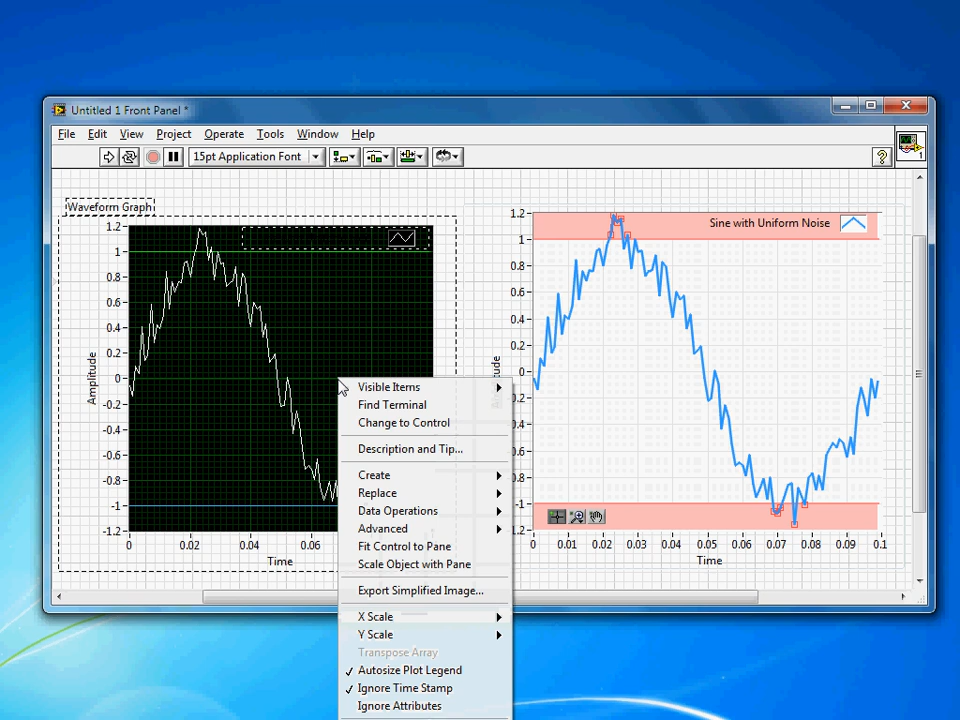 Untitled 1 Front Panel *
File Edit View Project Operate Tools Window Help
15pt Application Font
?
1
Waveform Graph
1.2
1
0.8
0.6
0.4
0.2
0
-0.2
-0.4
-0.6
-0.8
-1
-1.2
Amplitude
0 0.02 0.04 0.06
Time
Visible Items
Find Terminal
Change to Control
Description and Tip...
Create
Replace
Data Operations
Advanced
Fit Control to Pane
Scale Object with Pane
Export Simplified Image...
X Scale
Y Scale
Transpose Array
Autosize Plot Legend
Ignore Time Stamp
Ignore Attributes
Sine with Uniform Noise
1.2
1
0.8
0.6
0.4
0.2
0
0.2
0.4
0.6
0.8
-1
1.2
0 0.01 0.02 0.03 0.04 0.05 0.06 0.07 0.08 0.09 0.1
Time